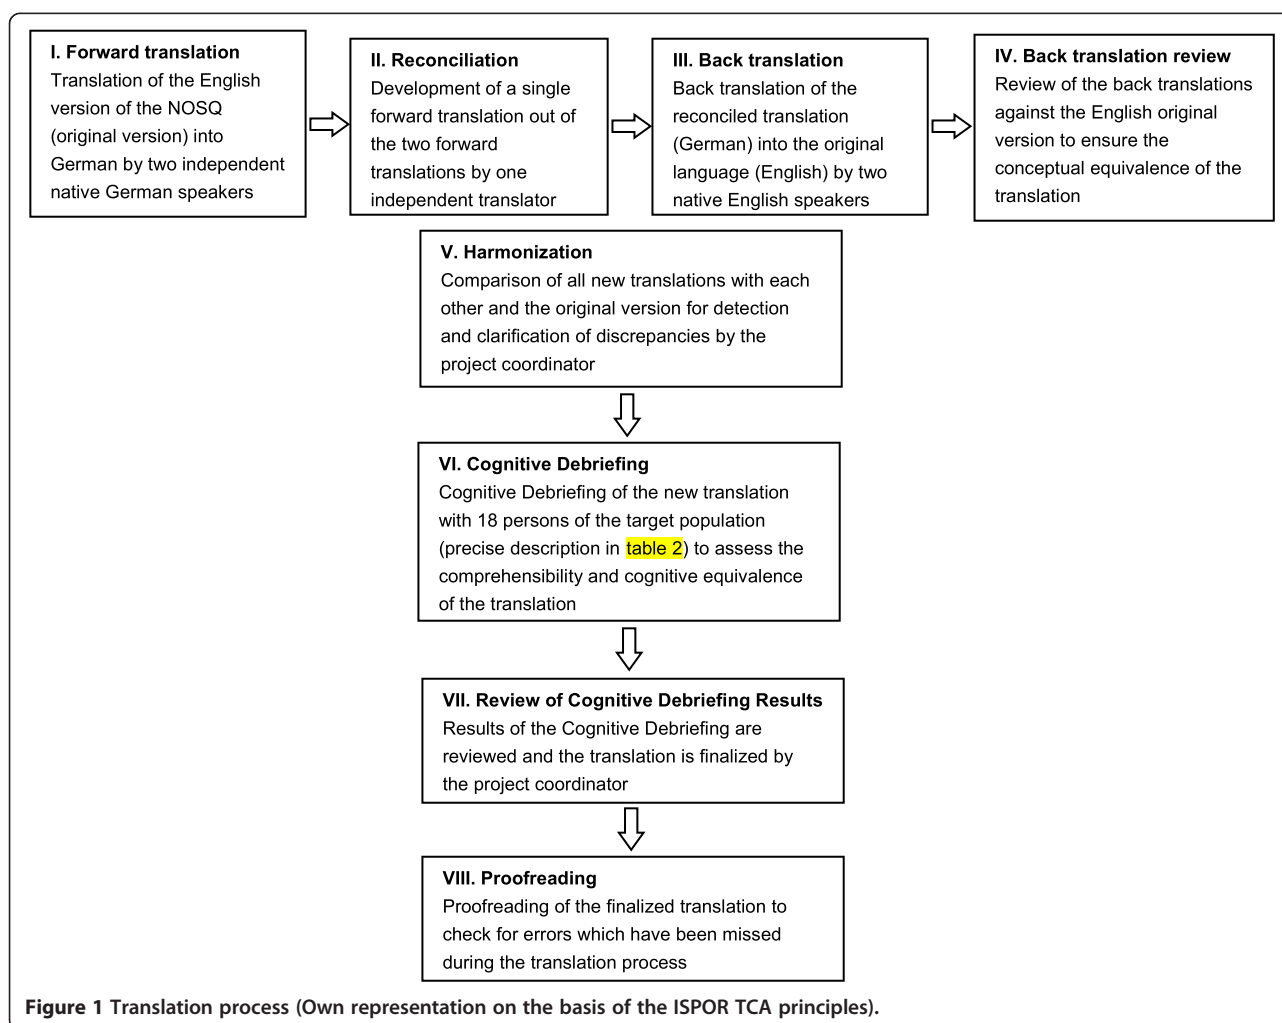 I. Forward translation
Translation of the English
version of the NOSQ
(original version) into
German by two independent
native German speakers
II. Reconciliation
Development of a single
forward translation out of
the two forward
translations by one
independent translator
III. Back translation
Back translation of the
reconciled translation
(German) into the original
language (English) by two
native English speakers
IV. Back translation review
Review of the back translations
against the English original
version to ensure the
conceptual equivalence of the
translation
V. Harmonization
Comparison of all new translations with each
other and the original version for detection
and clarification of discrepancies by the
project coordinator
VI. Cognitive Debriefing
Cognitive Debriefing of the new translation
with 18 persons of the target population
(precise description in table 2) to assess the
comprehensibility and cognitive equivalence
of the translation
VII. Review of Cognitive Debriefing Results
Results of the Cognitive Debriefing are
reviewed and the translation is finalized by
the project coordinator
VIII. Proofreading
Proofreading of the finalized translation to
check for errors which have been missed
during the translation process
Figure 1 Translation process (Own representation on the basis of the ISPOR TCA principles).